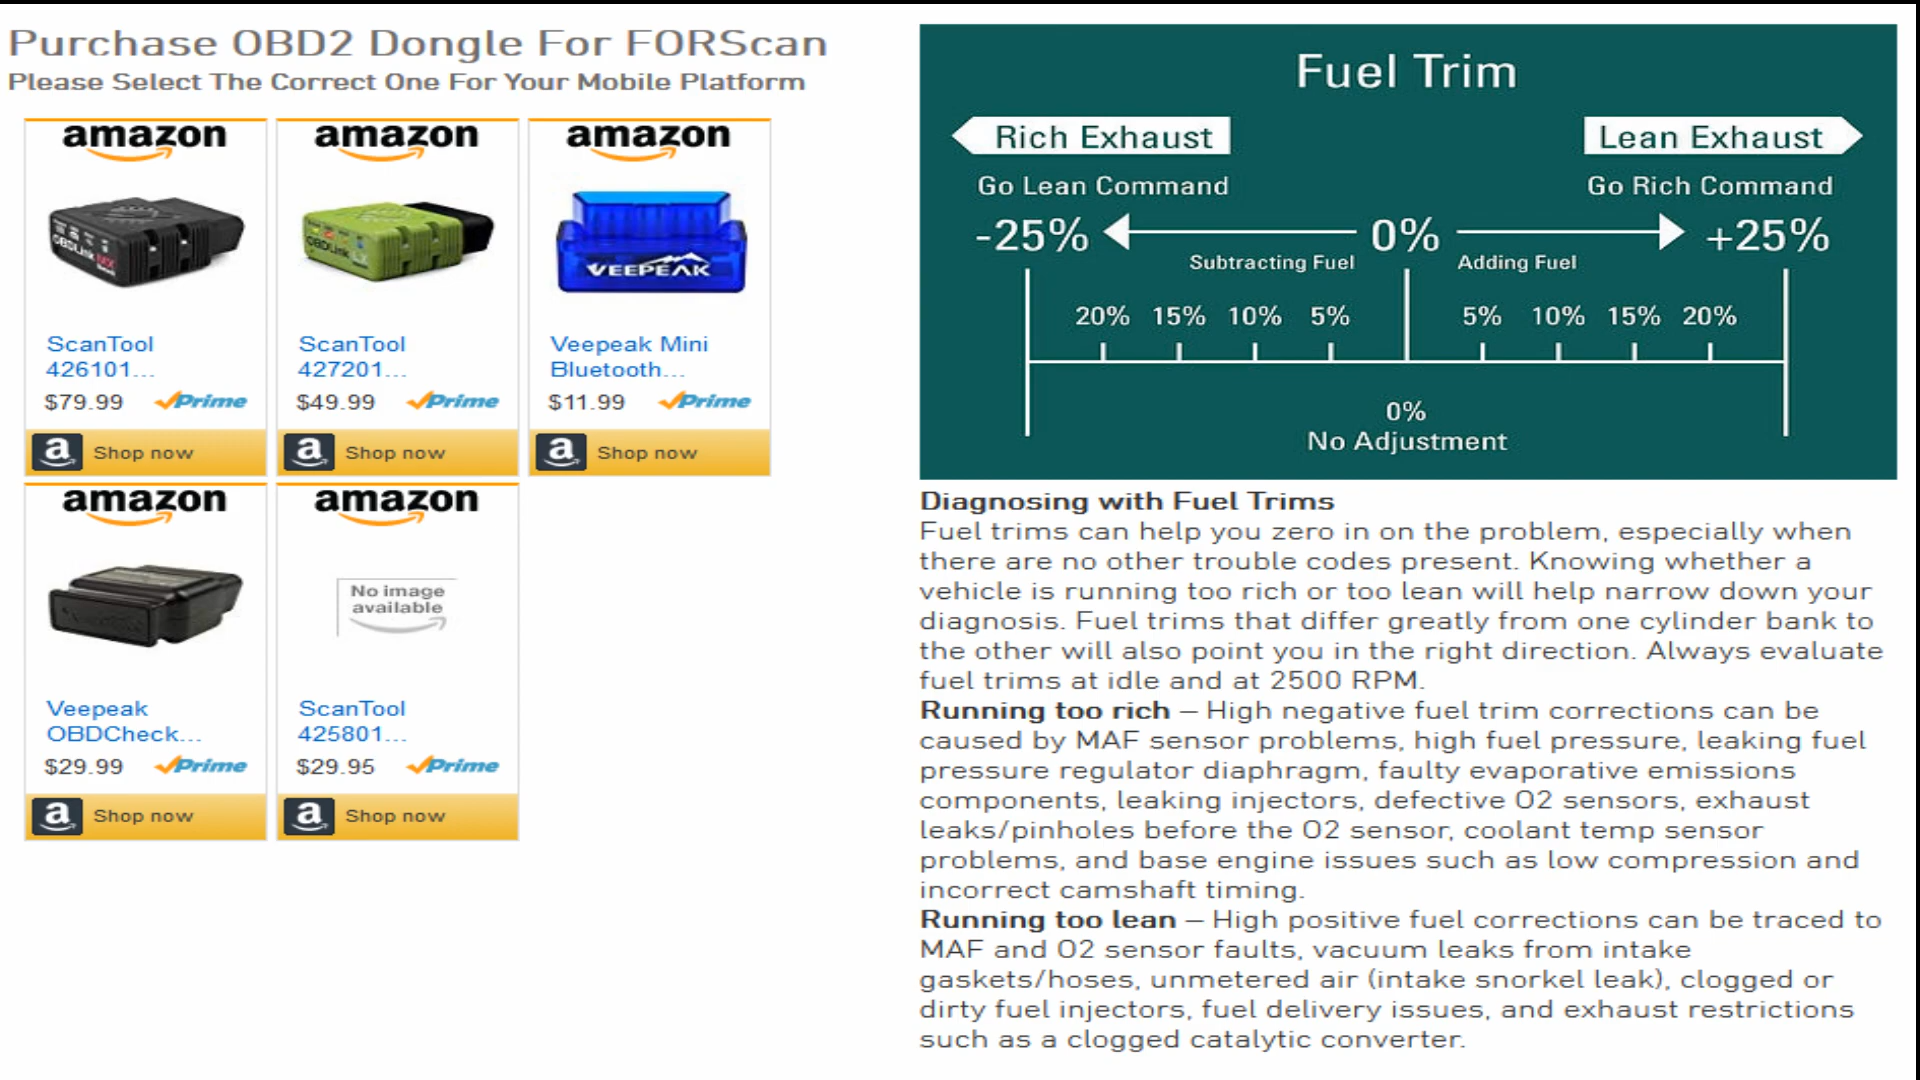 Purchase OBD2 Dongle For FORScan
Please Select The Correct One For Your Mobile Platform
amazon
OBDLink MX
ScanTool
426101...
$79.99 Prime
a Shop now
amazon
OBDLink LX
ScanTool
427201...
$49.99 Prime
a Shop now
amazon
VEEPEAK
Veepeak Mini
Bluetooth...
$11.99 Prime
a Shop now
amazon
Veepeak
OBDCheck...
$29.99 Prime
a Shop now
amazon
No image
available
ScanTool
425801...
$29.95 Prime
a Shop now
Fuel Trim
Rich Exhaust Lean Exhaust
Go Lean Command Go Rich Command
-25% 0% +25%
Subtracting Fuel Adding Fuel
20% 15% 10% 5% 5% 10% 15% 20%
0%
No Adjustment
Diagnosing with Fuel Trims
Fuel trims can help you zero in on the problem, especially when
there are no other trouble codes present. Knowing whether a
vehicle is running too rich or too lean will help narrow down your
diagnosis. Fuel trims that differ greatly from one cylinder bank to
the other will also point you in the right direction. Always evaluate
fuel trims at idle and at 2500 RPM.
Running too rich – High negative fuel trim corrections can be
caused by MAF sensor problems, high fuel pressure, leaking fuel
pressure regulator diaphragm, faulty evaporative emissions
components, leaking injectors, defective O2 sensors, exhaust
leaks/pinholes before the O2 sensor, coolant temp sensor
problems, and base engine issues such as low compression and
incorrect camshaft timing.
Running too lean – High positive fuel corrections can be traced to
MAF and O2 sensor faults, vacuum leaks from intake
gaskets/hoses, unmetered air (intake snorkel leak), clogged or
dirty fuel injectors, fuel delivery issues, and exhaust restrictions
such as a clogged catalytic converter.